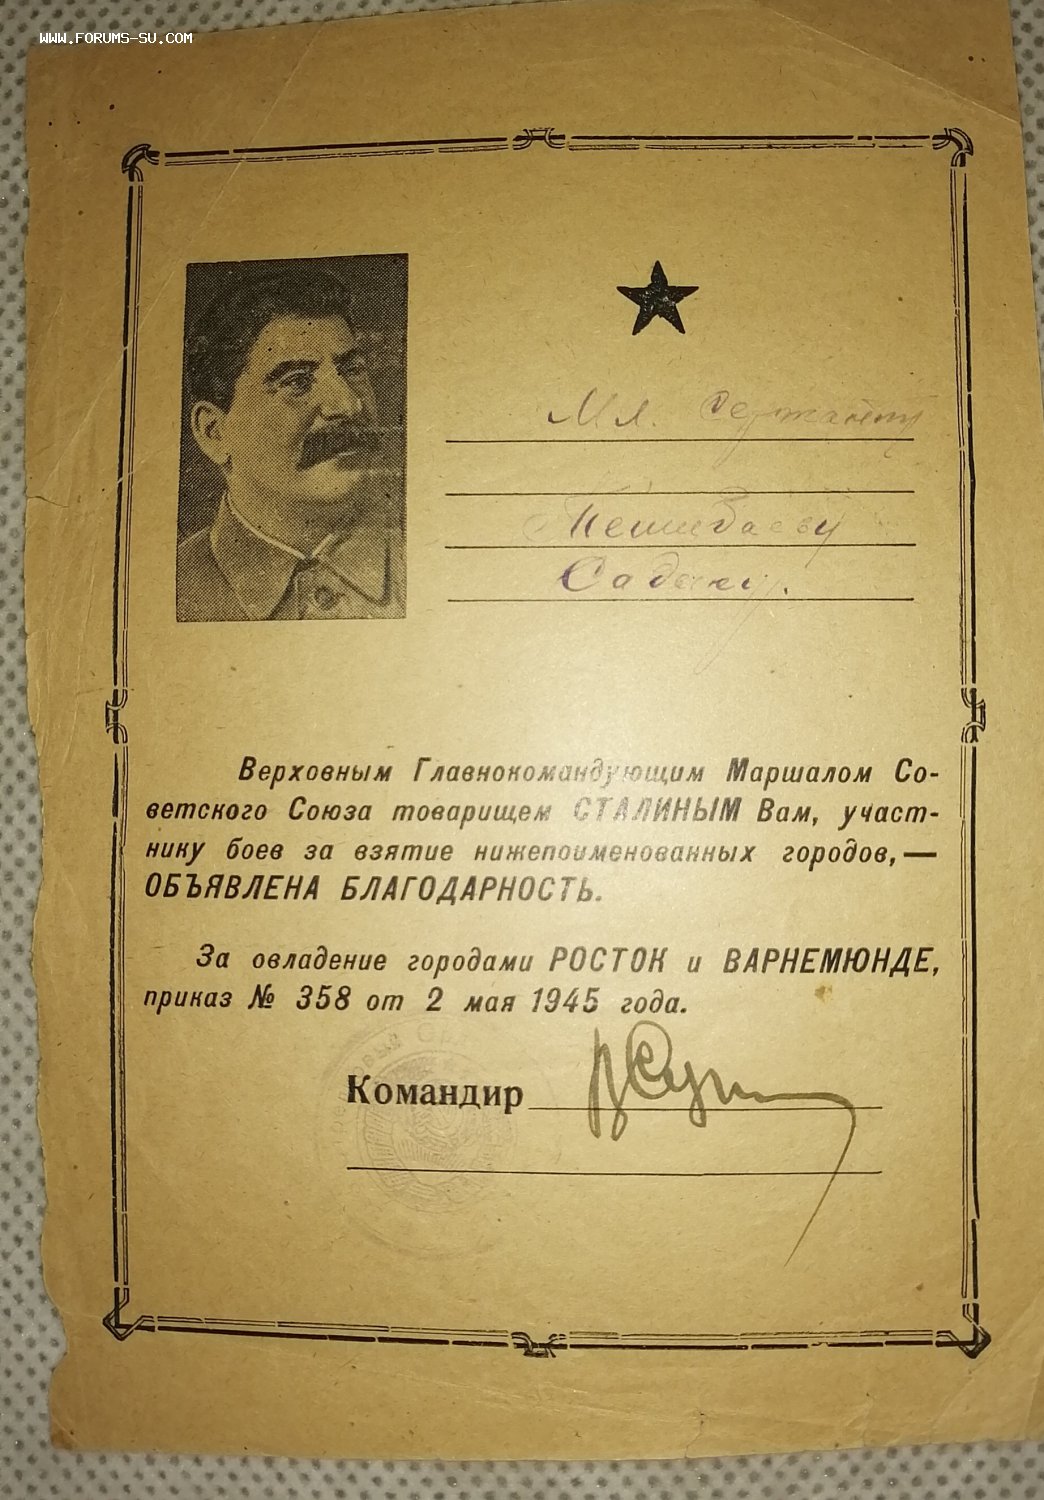 WWW.FORUMS-SU.COM
Мл. Сержанту
Садыку.
Верховным Главнокомандующим Маршалом Со-
ветского Союза товарищем СТАЛИНЫМ Вам, участ-
нику боев за взятие нижепоименованных городов,—
ОБЪЯВЛЕНА БЛАГОДАРНОСТЬ.
За овладение городами РОСТОК и ВАРНЕМЮНДЕ,
приказ № 358 от 2 мая 1945 года.
Командир